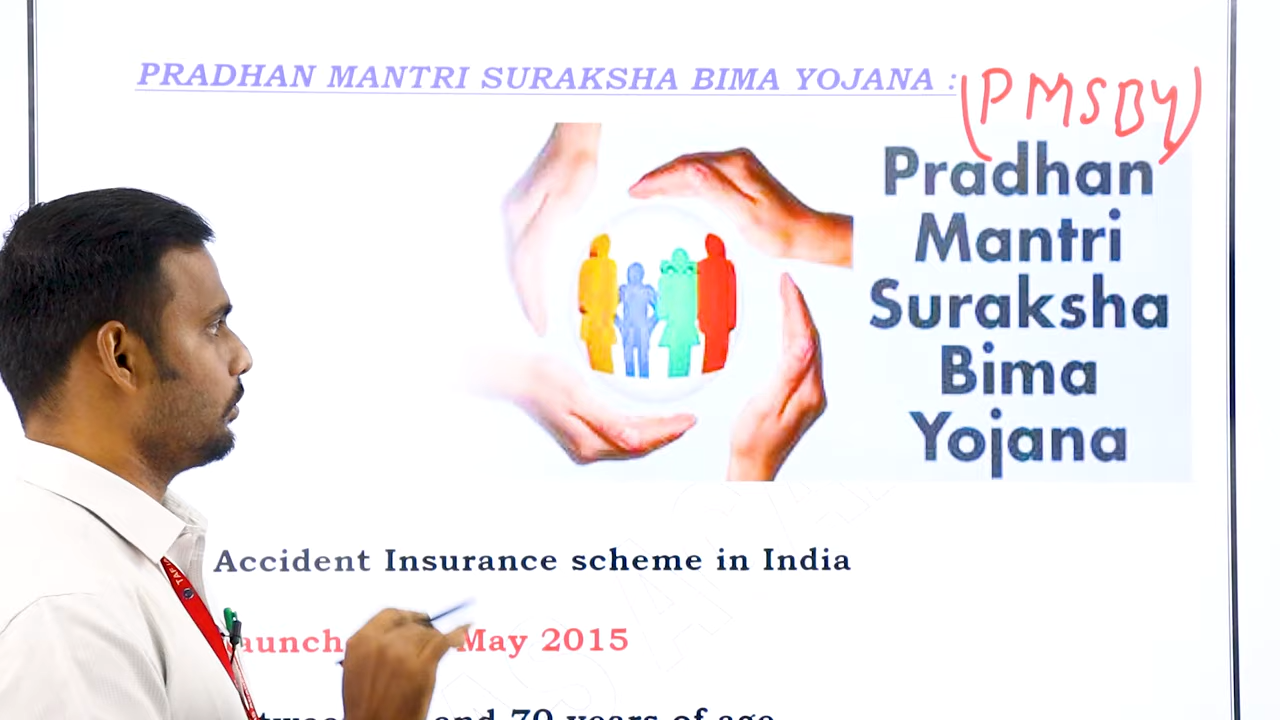 PRADHAN MANTRI SURAKSHA BIMA YOJANA :
(PMSBY)
Pradhan
Mantri
Suraksha
Bima
Yojana
Accident Insurance scheme in India
May 2015
and 70 years of age